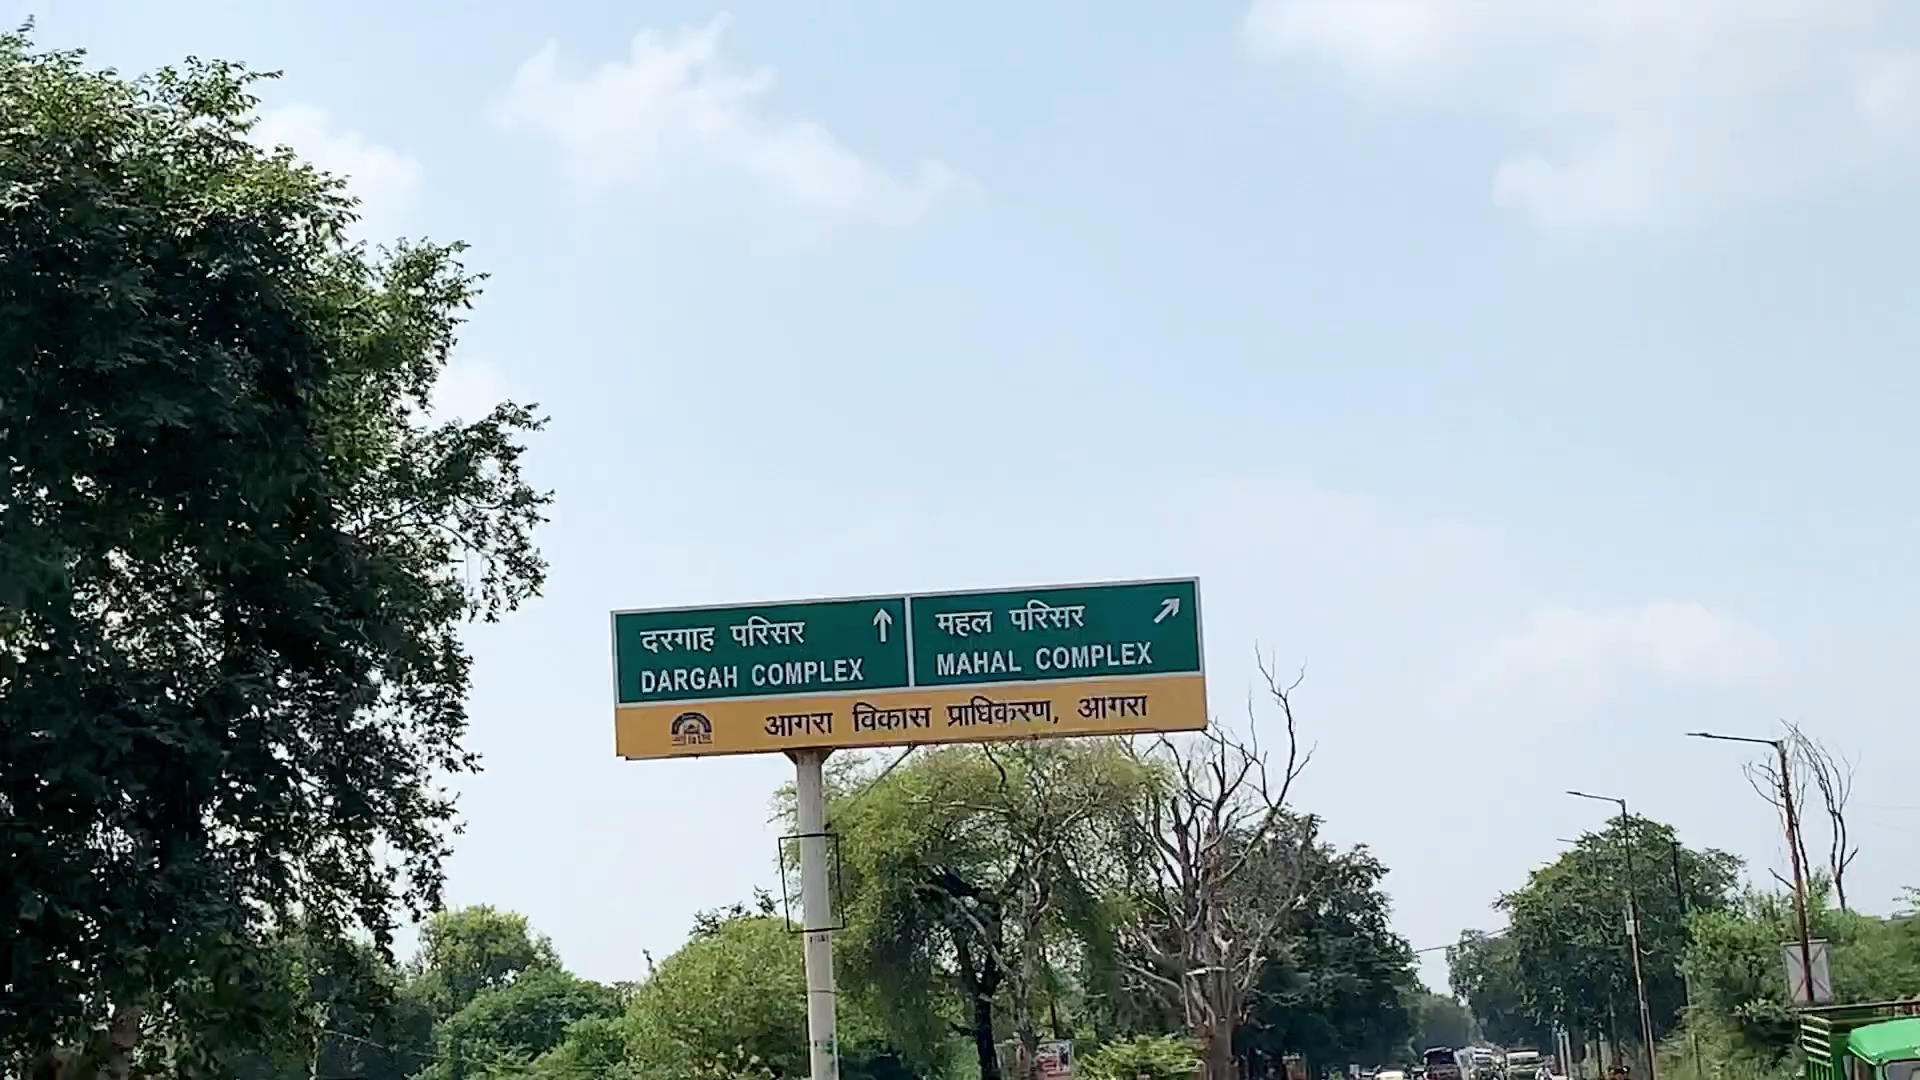 दरगाह परिसर
DARGAH COMPLEX
महल परिसर
MAHAL COMPLEX
आगरा विकास प्राधिकरण, आगरा